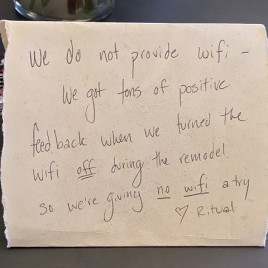 We do not provide wifi -
We got tons of positive
feedback when we turned the
wifi off during the remodel.
So we're giving no wifi a try
♡ Ritual